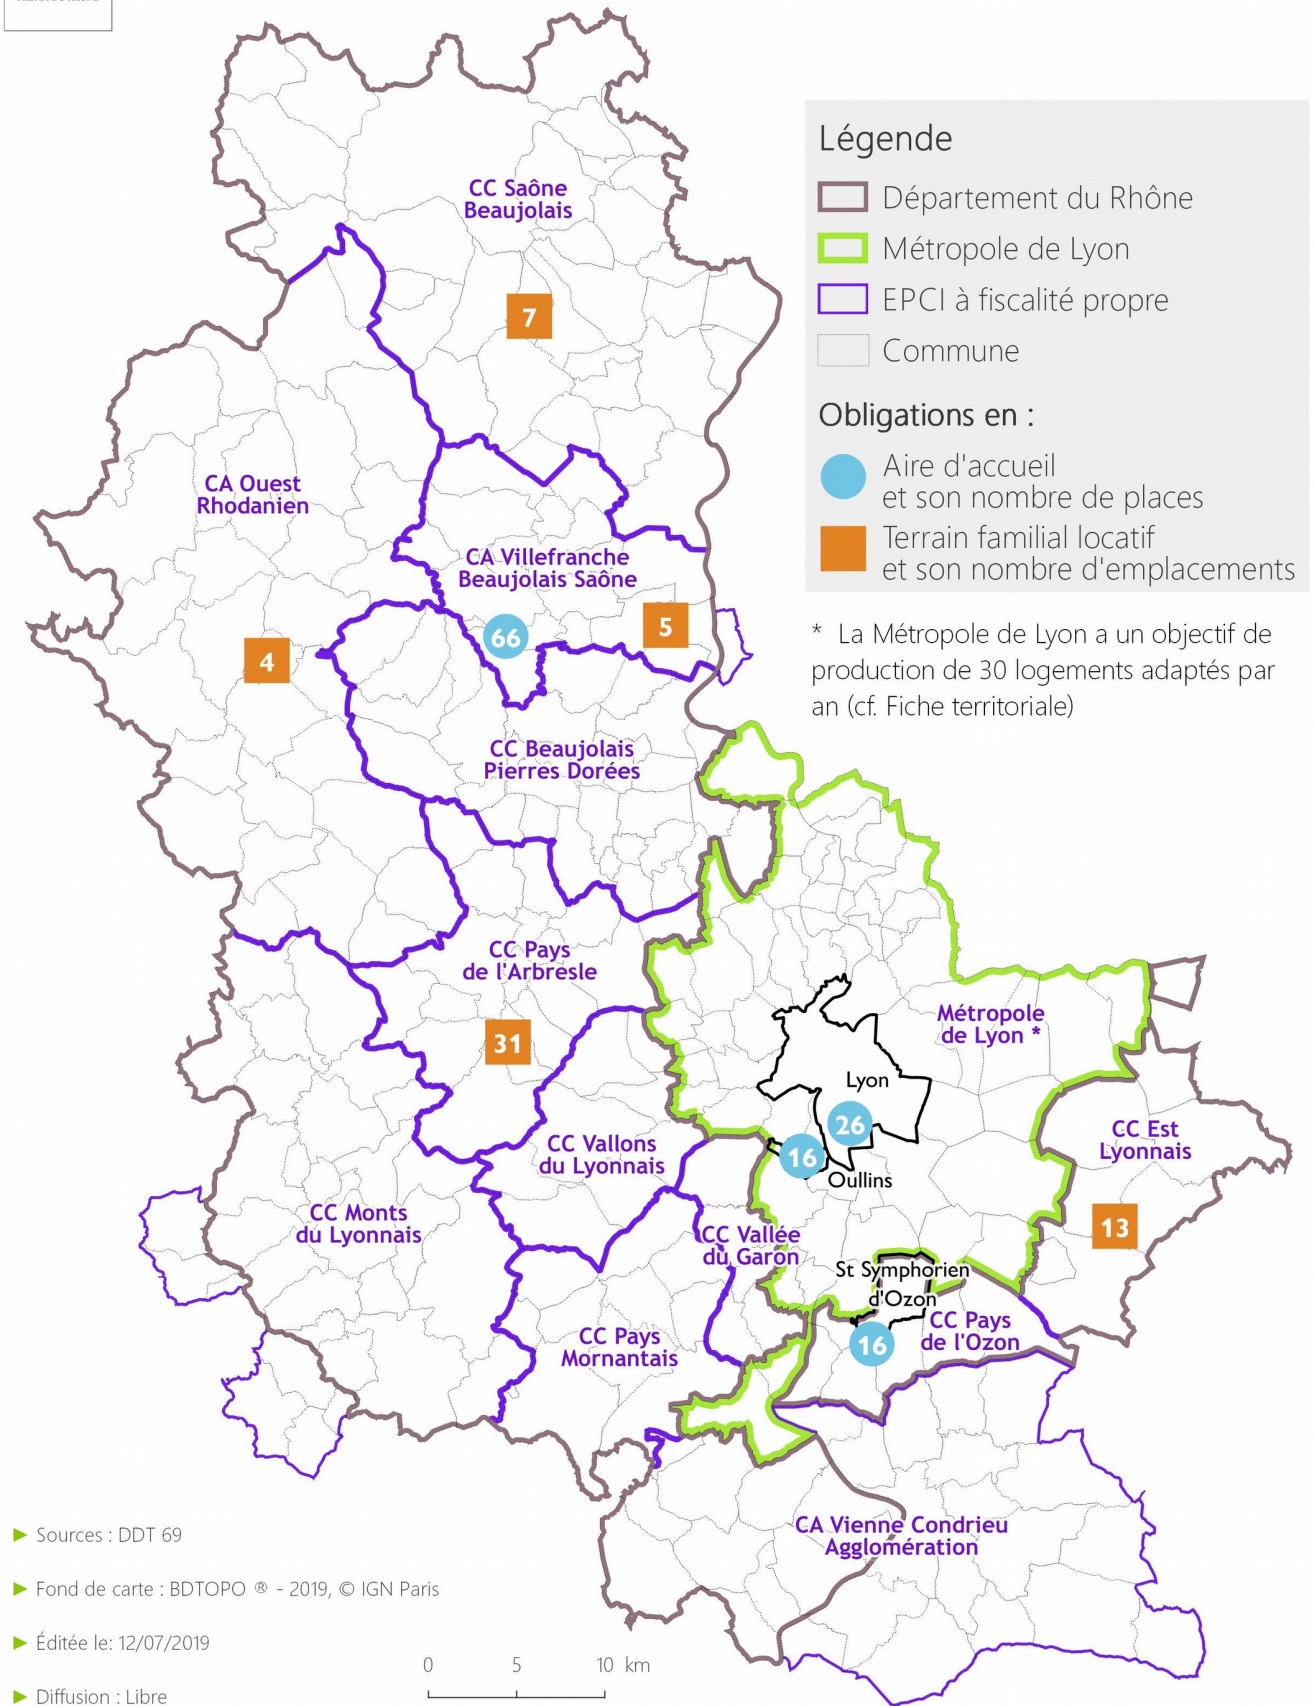 Légende
Département du Rhône
Métropole de Lyon
EPCI à fiscalité propre
Commune
Obligations en :
Aire d'accueil
et son nombre de places
Terrain familial locatif
et son nombre d'emplacements
* La Métropole de Lyon a un objectif de
production de 30 logements adaptés par
an (cf. Fiche territoriale)
CC Saône
Beaujolais
7
CA Ouest
Rhodanien
CA Villefranche
Beaujolais Saône
66
5
4
CC Beaujolais
Pierres Dorées
CC Pays
de l'Arbresle
31
Métropole
de Lyon *
Lyon
26
16
Oullins
CC Est
Lyonnais
13
CC Vallons
du Lyonnais
CC Monts
du Lyonnais
CC Vallée
du Garon
St Symphorien
d'Ozon
CC Pays
de l'Ozon
16
CC Pays
Mornantais
CA Vienne Condrieu
Agglomération
► Sources : DDT 69
► Fond de carte : BDTOPO ® - 2019, © IGN Paris
► Éditée le: 12/07/2019
► Diffusion : Libre
0 5 10 km